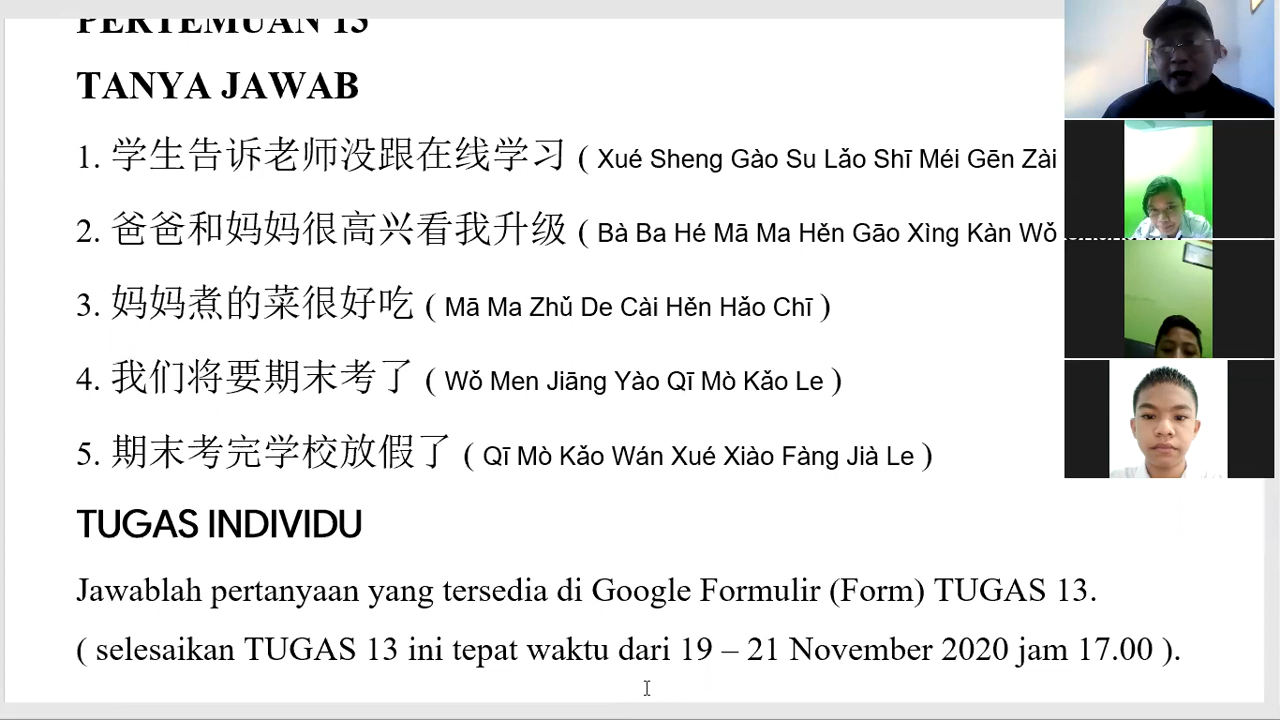 PERTEMUAN 13
TANYA JAWAB
1. 学生告诉老师没跟在线学习 ( Xué Sheng Gào Su Lǎo Shī Méi Gēn Zài
2. 爸爸和妈妈很高兴看我升级 ( Bà Ba Hé Mā Ma Hěn Gāo Xìng Kàn Wǒ
3. 妈妈煮的菜很好吃 ( Mā Ma Zhǔ De Cài Hěn Hǎo Chī )
4. 我们将要期末考了 ( Wǒ Men Jiāng Yào Qī Mò Kǎo Le )
5. 期末考完学校放假了 ( Qī Mò Kǎo Wán Xué Xiào Fàng Jià Le )
TUGAS INDIVIDU
Jawablah pertanyaan yang tersedia di Google Formulir (Form) TUGAS 13.
( selesaikan TUGAS 13 ini tepat waktu dari 19 – 21 November 2020 jam 17.00 ).